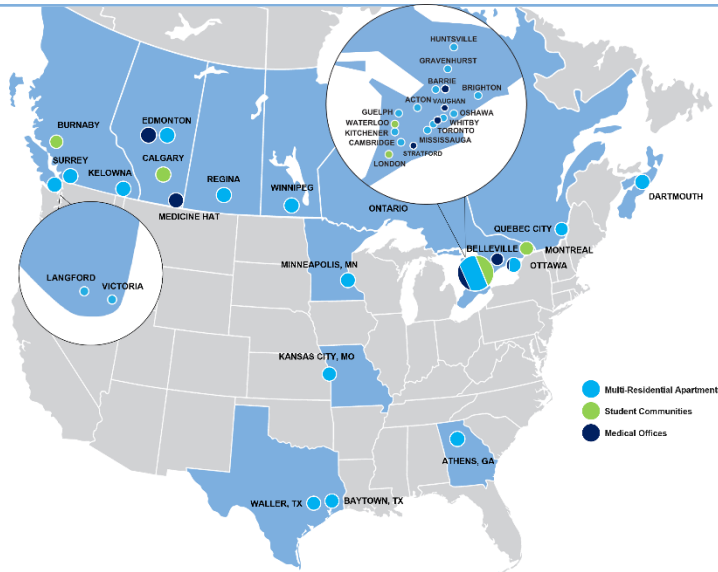 HUNTSVILLE
GRAVENHURST
BARRIE
BRIGHTON
ACTON
VAUGHAN
GUELPH
OSHAWA
WATERLOO
WHITBY
KITCHENER
TORONTO
CAMBRIDGE
MISSISSAUGA
STRATFORD
LONDON
BURNABY
EDMONTON
SURREY
CALGARY
KELOWNA
REGINA
WINNIPEG
MEDICINE HAT
ONTARIO
DARTMOUTH
QUEBEC CITY
BELLEVILLE
MONTREAL
OTTAWA
LANGFORD
VICTORIA
MINNEAPOLIS, MN
KANSAS CITY, MO
Multi-Residential Apartment
Student Communities
Medical Offices
ATHENS, GA
WALLER, TX
BAYTOWN, TX